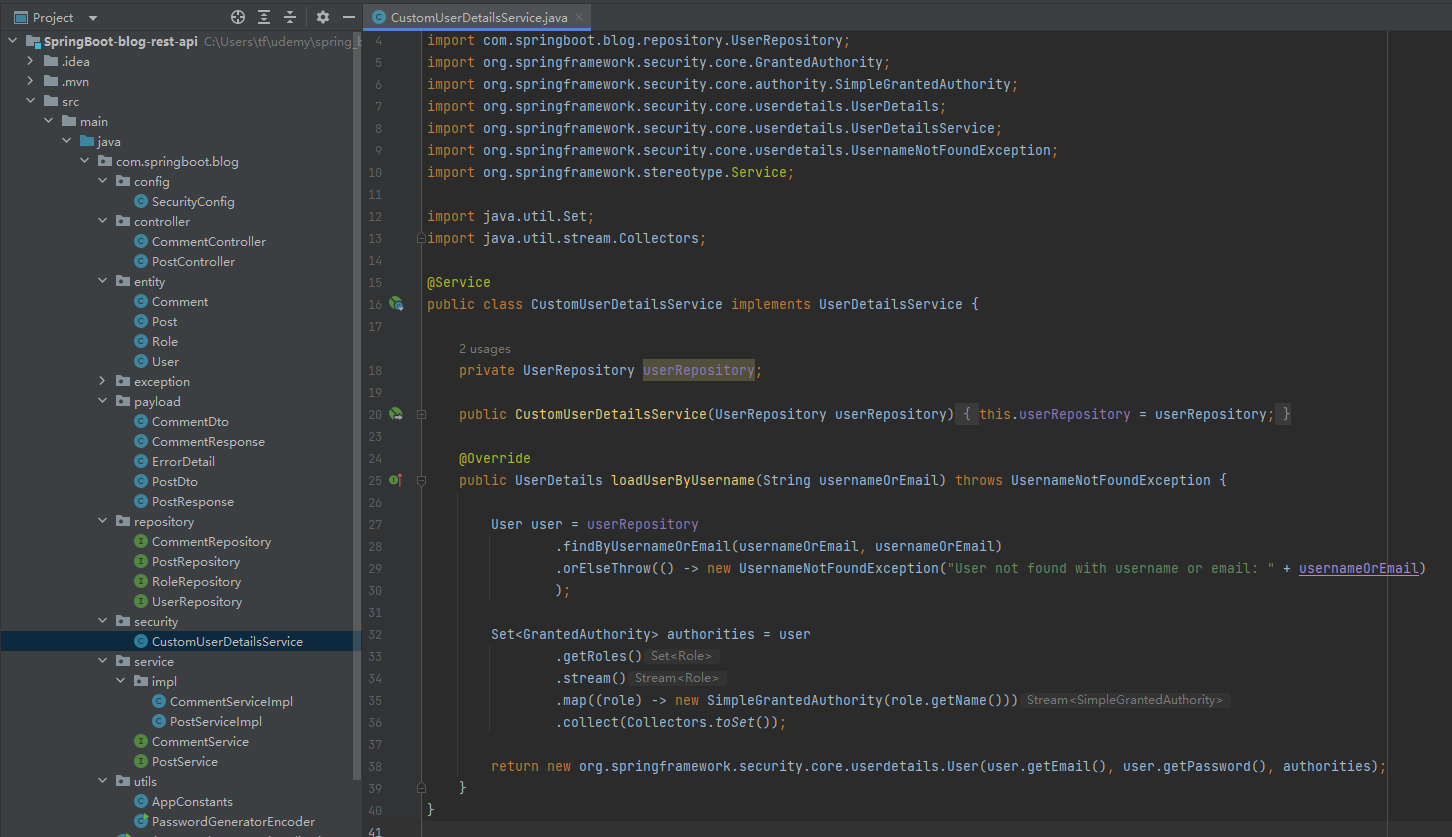 Project
SpringBoot-blog-rest-api C:\Users\tf\udemy\spring_b
.idea
.mvn
src
main
java
com.springboot.blog
config
SecurityConfig
controller
CommentController
PostController
entity
Comment
Post
Role
User
exception
payload
CommentDto
CommentResponse
ErrorDetail
PostDto
PostResponse
repository
CommentRepository
PostRepository
RoleRepository
UserRepository
security
CustomUserDetailsService
service
impl
CommentServiceImpl
PostServiceImpl
CommentService
PostService
utils
AppConstants
PasswordGeneratorEncoder
CustomUserDetailsService.java
4 import com.springboot.blog.repository.UserRepository;
5 import org.springframework.security.core.GrantedAuthority;
6 import org.springframework.security.core.authority.SimpleGrantedAuthority;
7 import org.springframework.security.core.userdetails.UserDetails;
8 import org.springframework.security.core.userdetails.UserDetailsService;
9 import org.springframework.security.core.userdetails.UsernameNotFoundException;
10 import org.springframework.stereotype.Service;
11
12 import java.util.Set;
13 import java.util.stream.Collectors;
14
15 @Service
16 public class CustomUserDetailsService implements UserDetailsService {
17
2 usages
18 private UserRepository userRepository;
19
20 public CustomUserDetailsService(UserRepository userRepository) { this.userRepository = userRepository; }
23
24 @Override
25 public UserDetails loadUserByUsername(String usernameOrEmail) throws UsernameNotFoundException {
26
27 User user = userRepository
28 .findByUsernameOrEmail(usernameOrEmail, usernameOrEmail)
29 .orElseThrow(() -> new UsernameNotFoundException("User not found with username or email: " + usernameOrEmail)
30 );
31
32 Set<GrantedAuthority> authorities = user
33 .getRoles() Set<Role>
34 .stream() Stream<Role>
35 .map((role) -> new SimpleGrantedAuthority(role.getName())) Stream<SimpleGrantedAuthority>
36 .collect(Collectors.toSet());
37
38 return new org.springframework.security.core.userdetails.User(user.getEmail(), user.getPassword(), authorities);
39 }
40 }
41